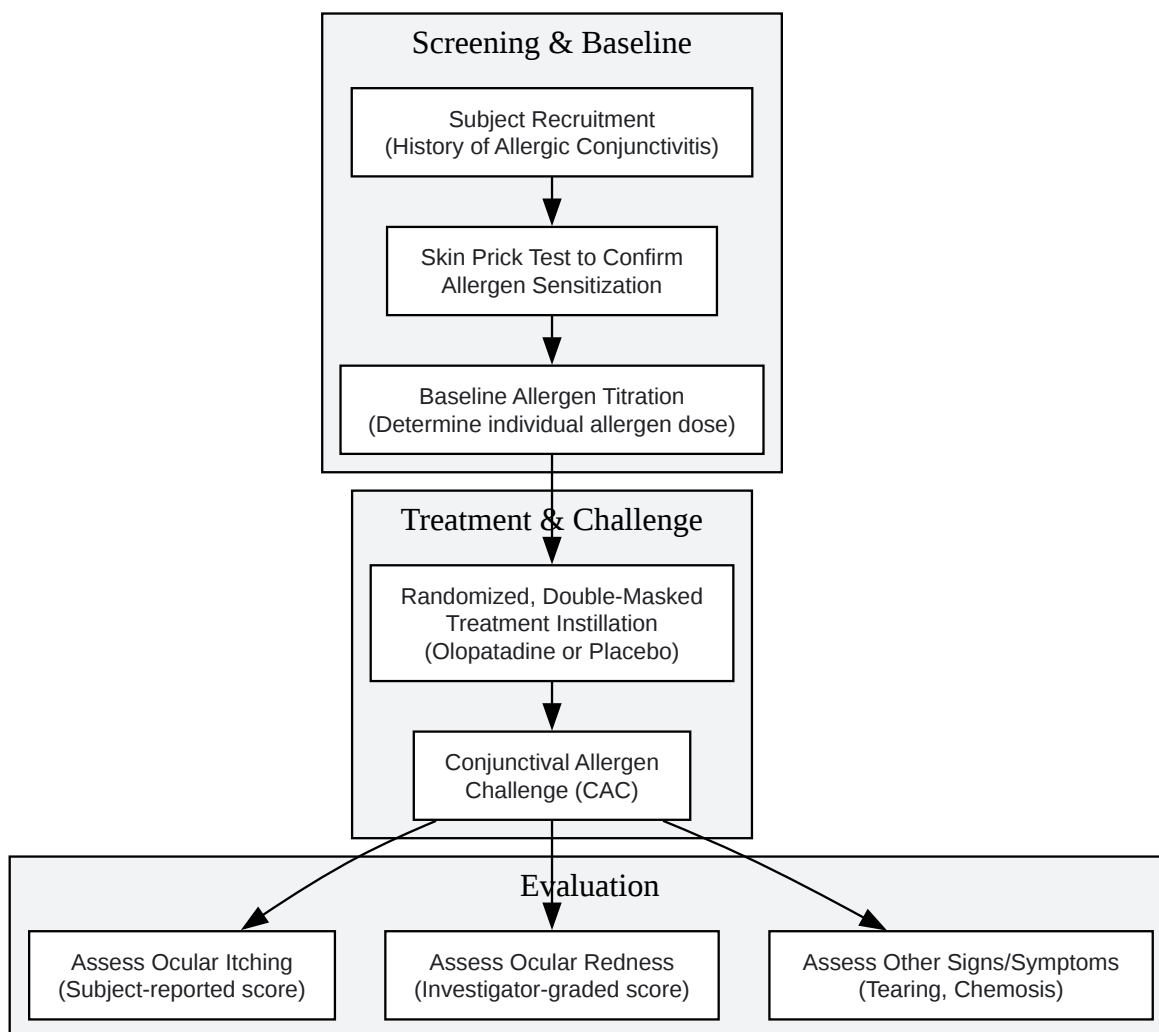 Screening & Baseline
Subject Recruitment
(History of Allergic Conjunctivitis)
Skin Prick Test to Confirm
Allergen Sensitization
Baseline Allergen Titration
(Determine individual allergen dose)
Treatment & Challenge
Randomized, Double-Masked
Treatment Instillation
(Olopatadine or Placebo)
Conjunctival Allergen
Challenge (CAC)
Evaluation
Assess Ocular Itching
(Subject-reported score)
Assess Ocular Redness
(Investigator-graded score)
Assess Other Signs/Symptoms
(Tearing, Chemosis)